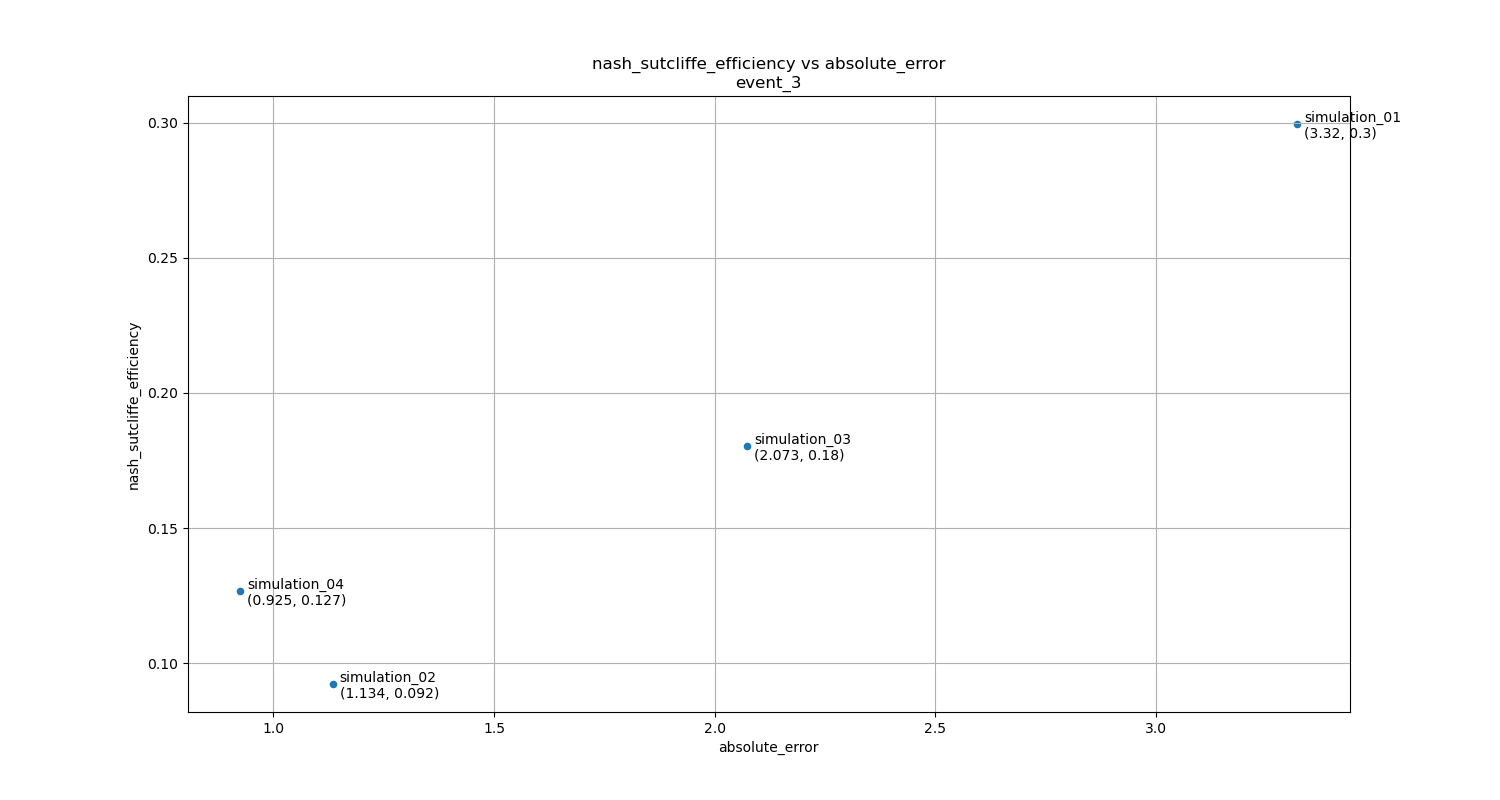 nash_sutcliffe_efficiency vs absolute_error
event_3
0.30
0.25
0.20
0.15
0.10
nash_sutcliffe_efficiency
simulation_01
(3.32, 0.3)
simulation_03
(2.073, 0.18)
simulation_04
(0.925, 0.127)
simulation_02
(1.134, 0.092)
1.0 1.5 2.0 2.5 3.0
absolute_error